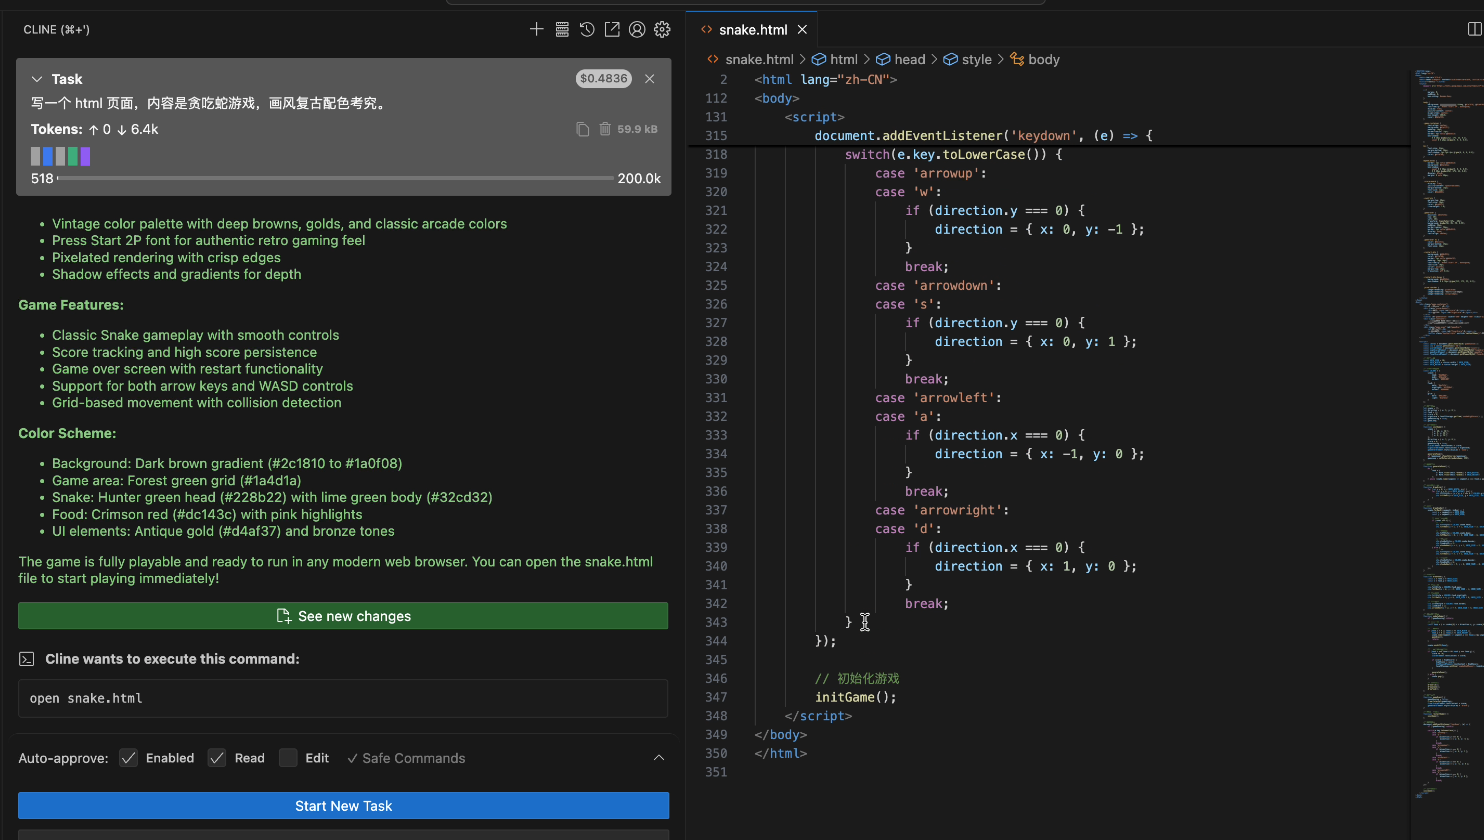 CLINE (⌘+')
Task
$0.4836
写一个 html 页面，内容是贪吃蛇游戏，画风复古配色考究。
Tokens: ↑ 0 ↓ 6.4k
59.9 kB
518
200.0k
• Vintage color palette with deep browns, golds, and classic arcade colors
• Press Start 2P font for authentic retro gaming feel
• Pixelated rendering with crisp edges
• Shadow effects and gradients for depth
Game Features:
• Classic Snake gameplay with smooth controls
• Score tracking and high score persistence
• Game over screen with restart functionality
• Support for both arrow keys and WASD controls
• Grid-based movement with collision detection
Color Scheme:
• Background: Dark brown gradient (#2c1810 to #1a0f08)
• Game area: Forest green grid (#1a4d1a)
• Snake: Hunter green head (#228b22) with lime green body (#32cd32)
• Food: Crimson red (#dc143c) with pink highlights
• UI elements: Antique gold (#d4af37) and bronze tones
The game is fully playable and ready to run in any modern web browser. You can open the snake.html
file to start playing immediately!
See new changes
Cline wants to execute this command:
open snake.html
Auto-approve: Enabled Read Edit ✓ Safe Commands
Start New Task
snake.html
snake.html > html > head > style > body
2 <html lang="zh-CN">
112 <body>
131 <script>
315 document.addEventListener('keydown', (e) => {
318 switch(e.key.toLowerCase()) {
319 case 'arrowup':
320 case 'w':
321 if (direction.y === 0) {
322 direction = { x: 0, y: -1 };
323 }
324 break;
325 case 'arrowdown':
326 case 's':
327 if (direction.y === 0) {
328 direction = { x: 0, y: 1 };
329 }
330 break;
331 case 'arrowleft':
332 case 'a':
333 if (direction.x === 0) {
334 direction = { x: -1, y: 0 };
335 }
336 break;
337 case 'arrowright':
338 case 'd':
339 if (direction.x === 0) {
340 direction = { x: 1, y: 0 };
341 }
342 break;
343 }
344 });
345
346 // 初始化游戏
347 initGame();
348 </script>
349 </body>
350 </html>
351